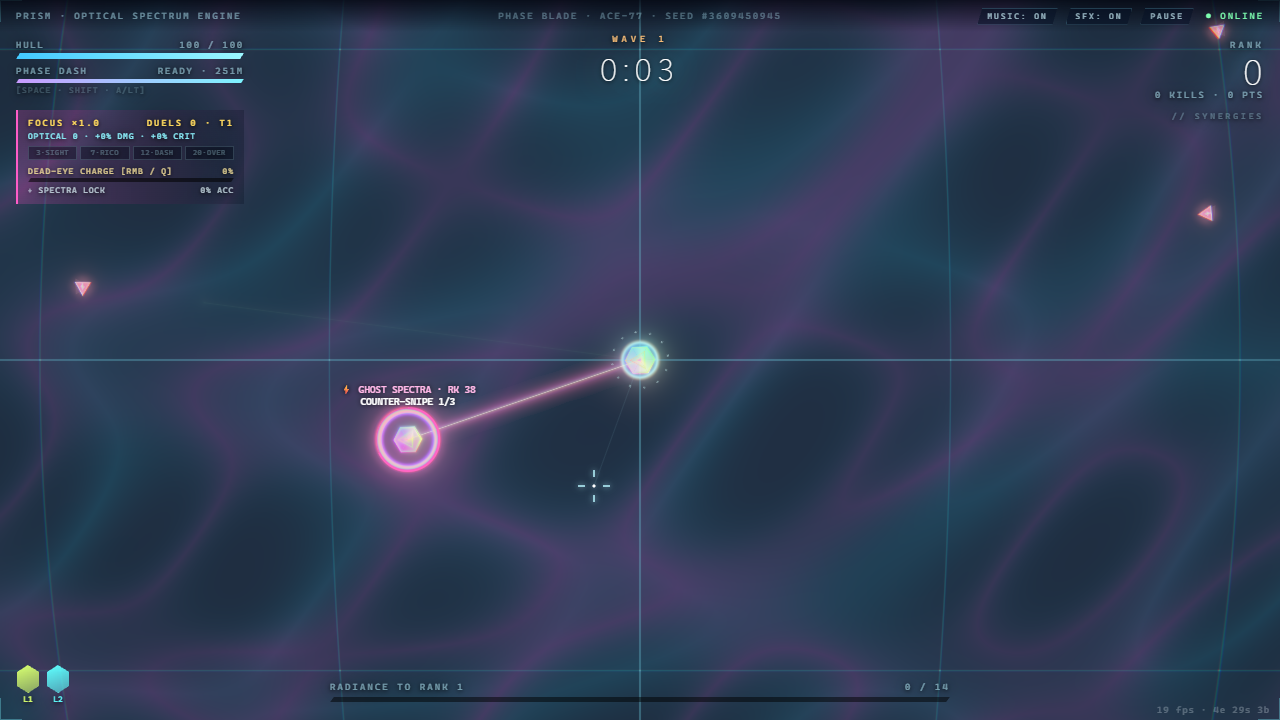 PRISM · OPTICAL SPECTRUM ENGINE
PHASE BLADE · ACE-77 · SEED #3609450945
MUSIC: ON
SFX: ON
PAUSE
● ONLINE
HULL
100 / 100
PHASE DASH
READY · 251M
[SPACE · SHIFT · A/LT]
WAVE 1
0:03
RANK
0
0 KILLS · 0 PTS
// SYNERGIES
FOCUS ×1.0
DUELS 0 · T1
OPTICAL 0 · +0% DMG · +0% CRIT
3·SIGHT
7·RICO
12·DASH
20·OVER
DEAD-EYE CHARGE [RMB / Q]
0%
⌖ SPECTRA LOCK
0% ACC
⚡ GHOST SPECTRA · RK 38
COUNTER-SNIPE 1/3
L1
L2
RADIANCE TO RANK 1
0 / 14
19 fps · 4e 29s 3b